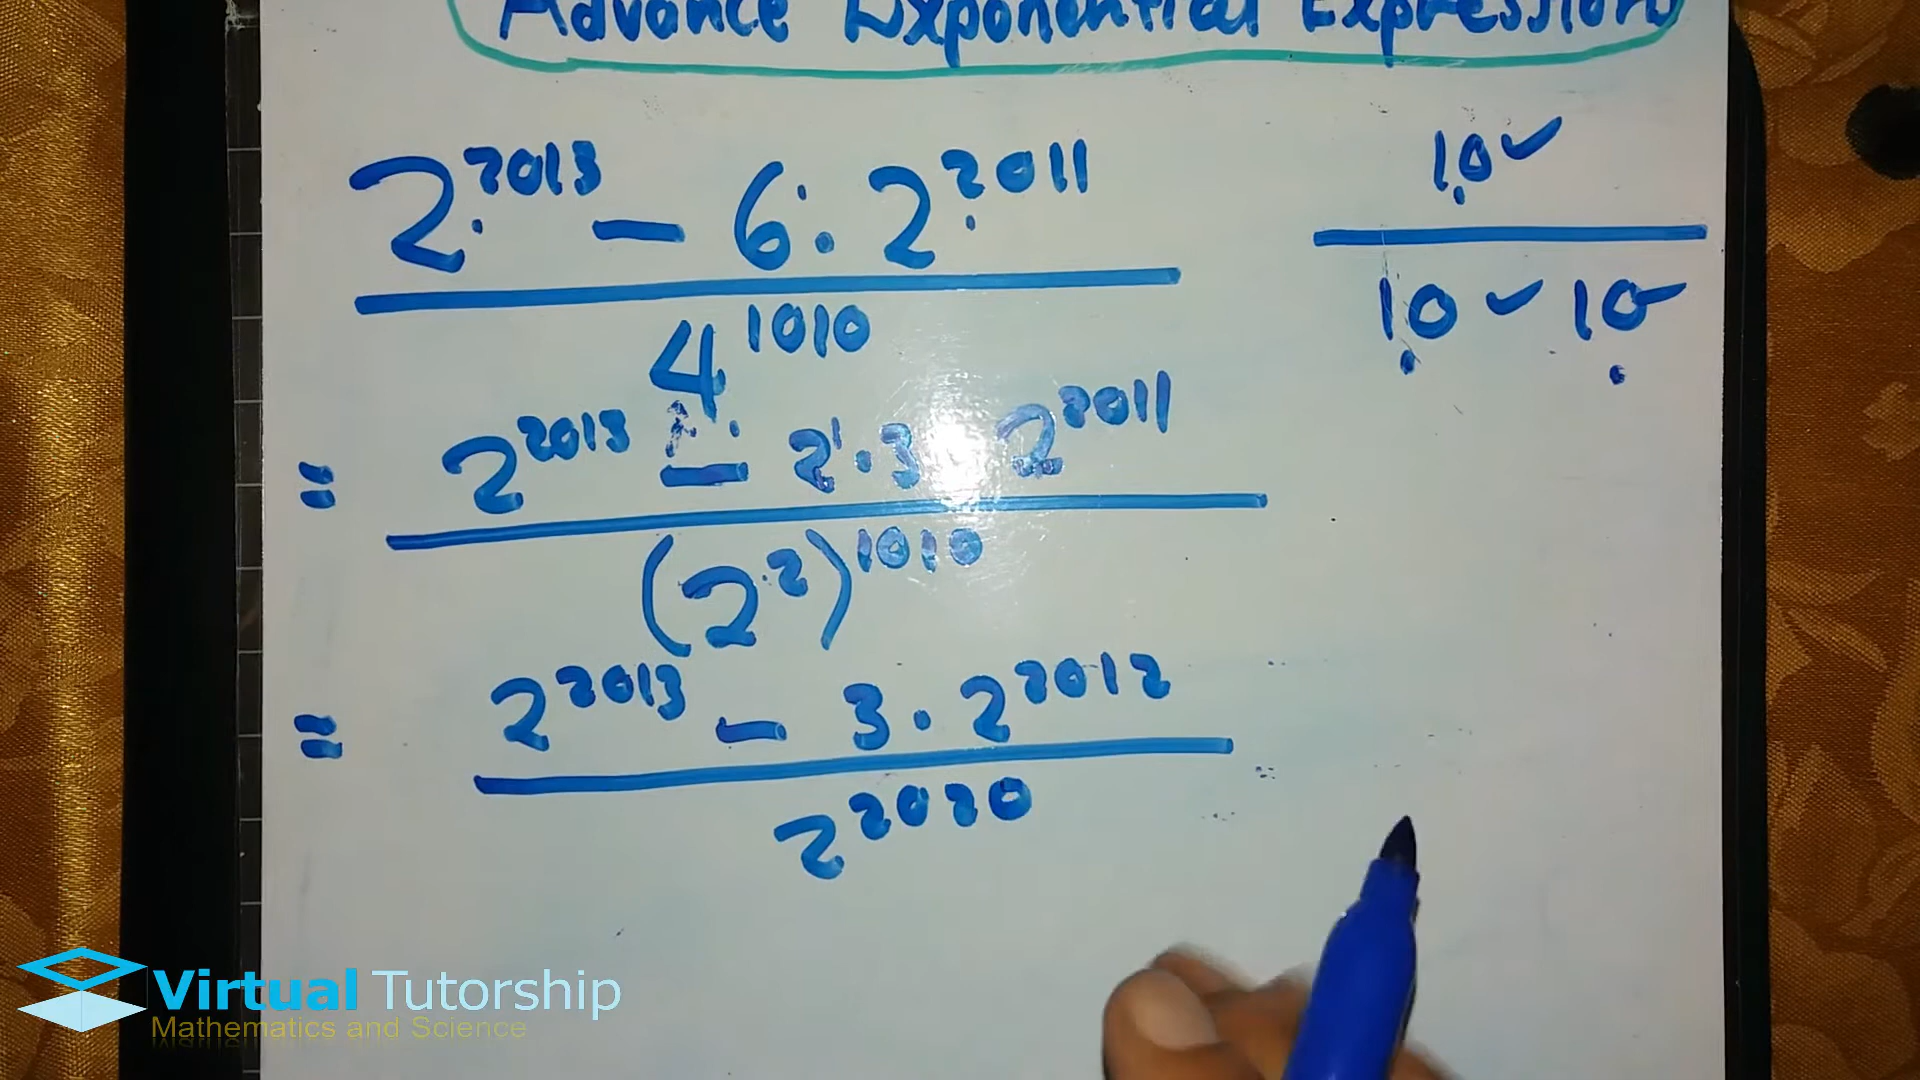 Advance Exponential Expression
2^2013 - 6 · 2^2011
4^1010
10 ✓
10 ✓ 10
= 2^2013 - 2^1 · 3 · 2^2011
(2^2)^1010
= 2^2013 - 3 · 2^2012
2^2020
Virtual Tutorship
Mathematics and Science